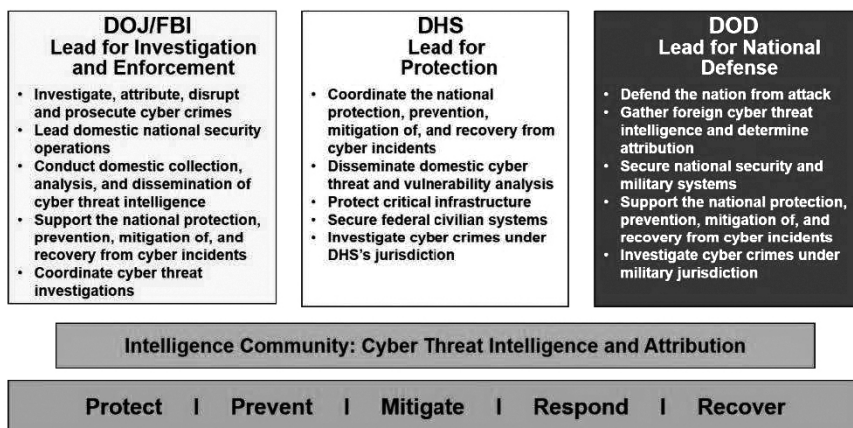 DOJ/FBI
Lead for Investigation
and Enforcement
• Investigate, attribute, disrupt
and prosecute cyber crimes
• Lead domestic national security
operations
• Conduct domestic collection,
analysis, and dissemination of
cyber threat intelligence
• Support the national protection,
prevention, mitigation of, and
recovery from cyber incidents
• Coordinate cyber threat
investigations
DHS
Lead for
Protection
• Coordinate the national
protection, prevention,
mitigation of, and recovery from
cyber incidents
• Disseminate domestic cyber
threat and vulnerability analysis
• Protect critical infrastructure
• Secure federal civilian systems
• Investigate cyber crimes under
DHS's jurisdiction
DOD
Lead for National
Defense
• Defend the nation from attack
• Gather foreign cyber threat
intelligence and determine
attribution
• Secure national security and
military systems
• Support the national protection,
prevention, mitigation of, and
recovery from cyber incidents
• Investigate cyber crimes under
military jurisdiction
Intelligence Community: Cyber Threat Intelligence and Attribution
Protect | Prevent | Mitigate | Respond | Recover